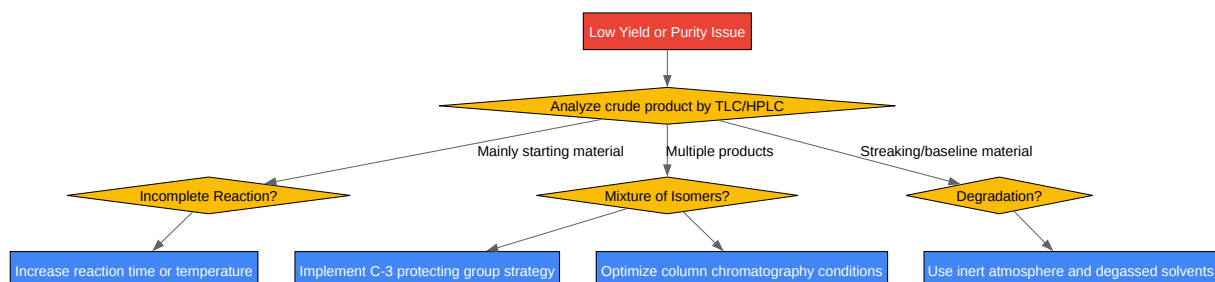 Low Yield or Purity Issue
Analyze crude product by TLC/HPLC
Mainly starting material
Multiple products
Streaking/baseline material
Incomplete Reaction?
Mixture of Isomers?
Degradation?
Increase reaction time or temperature
Implement C-3 protecting group strategy
Optimize column chromatography conditions
Use inert atmosphere and degassed solvents